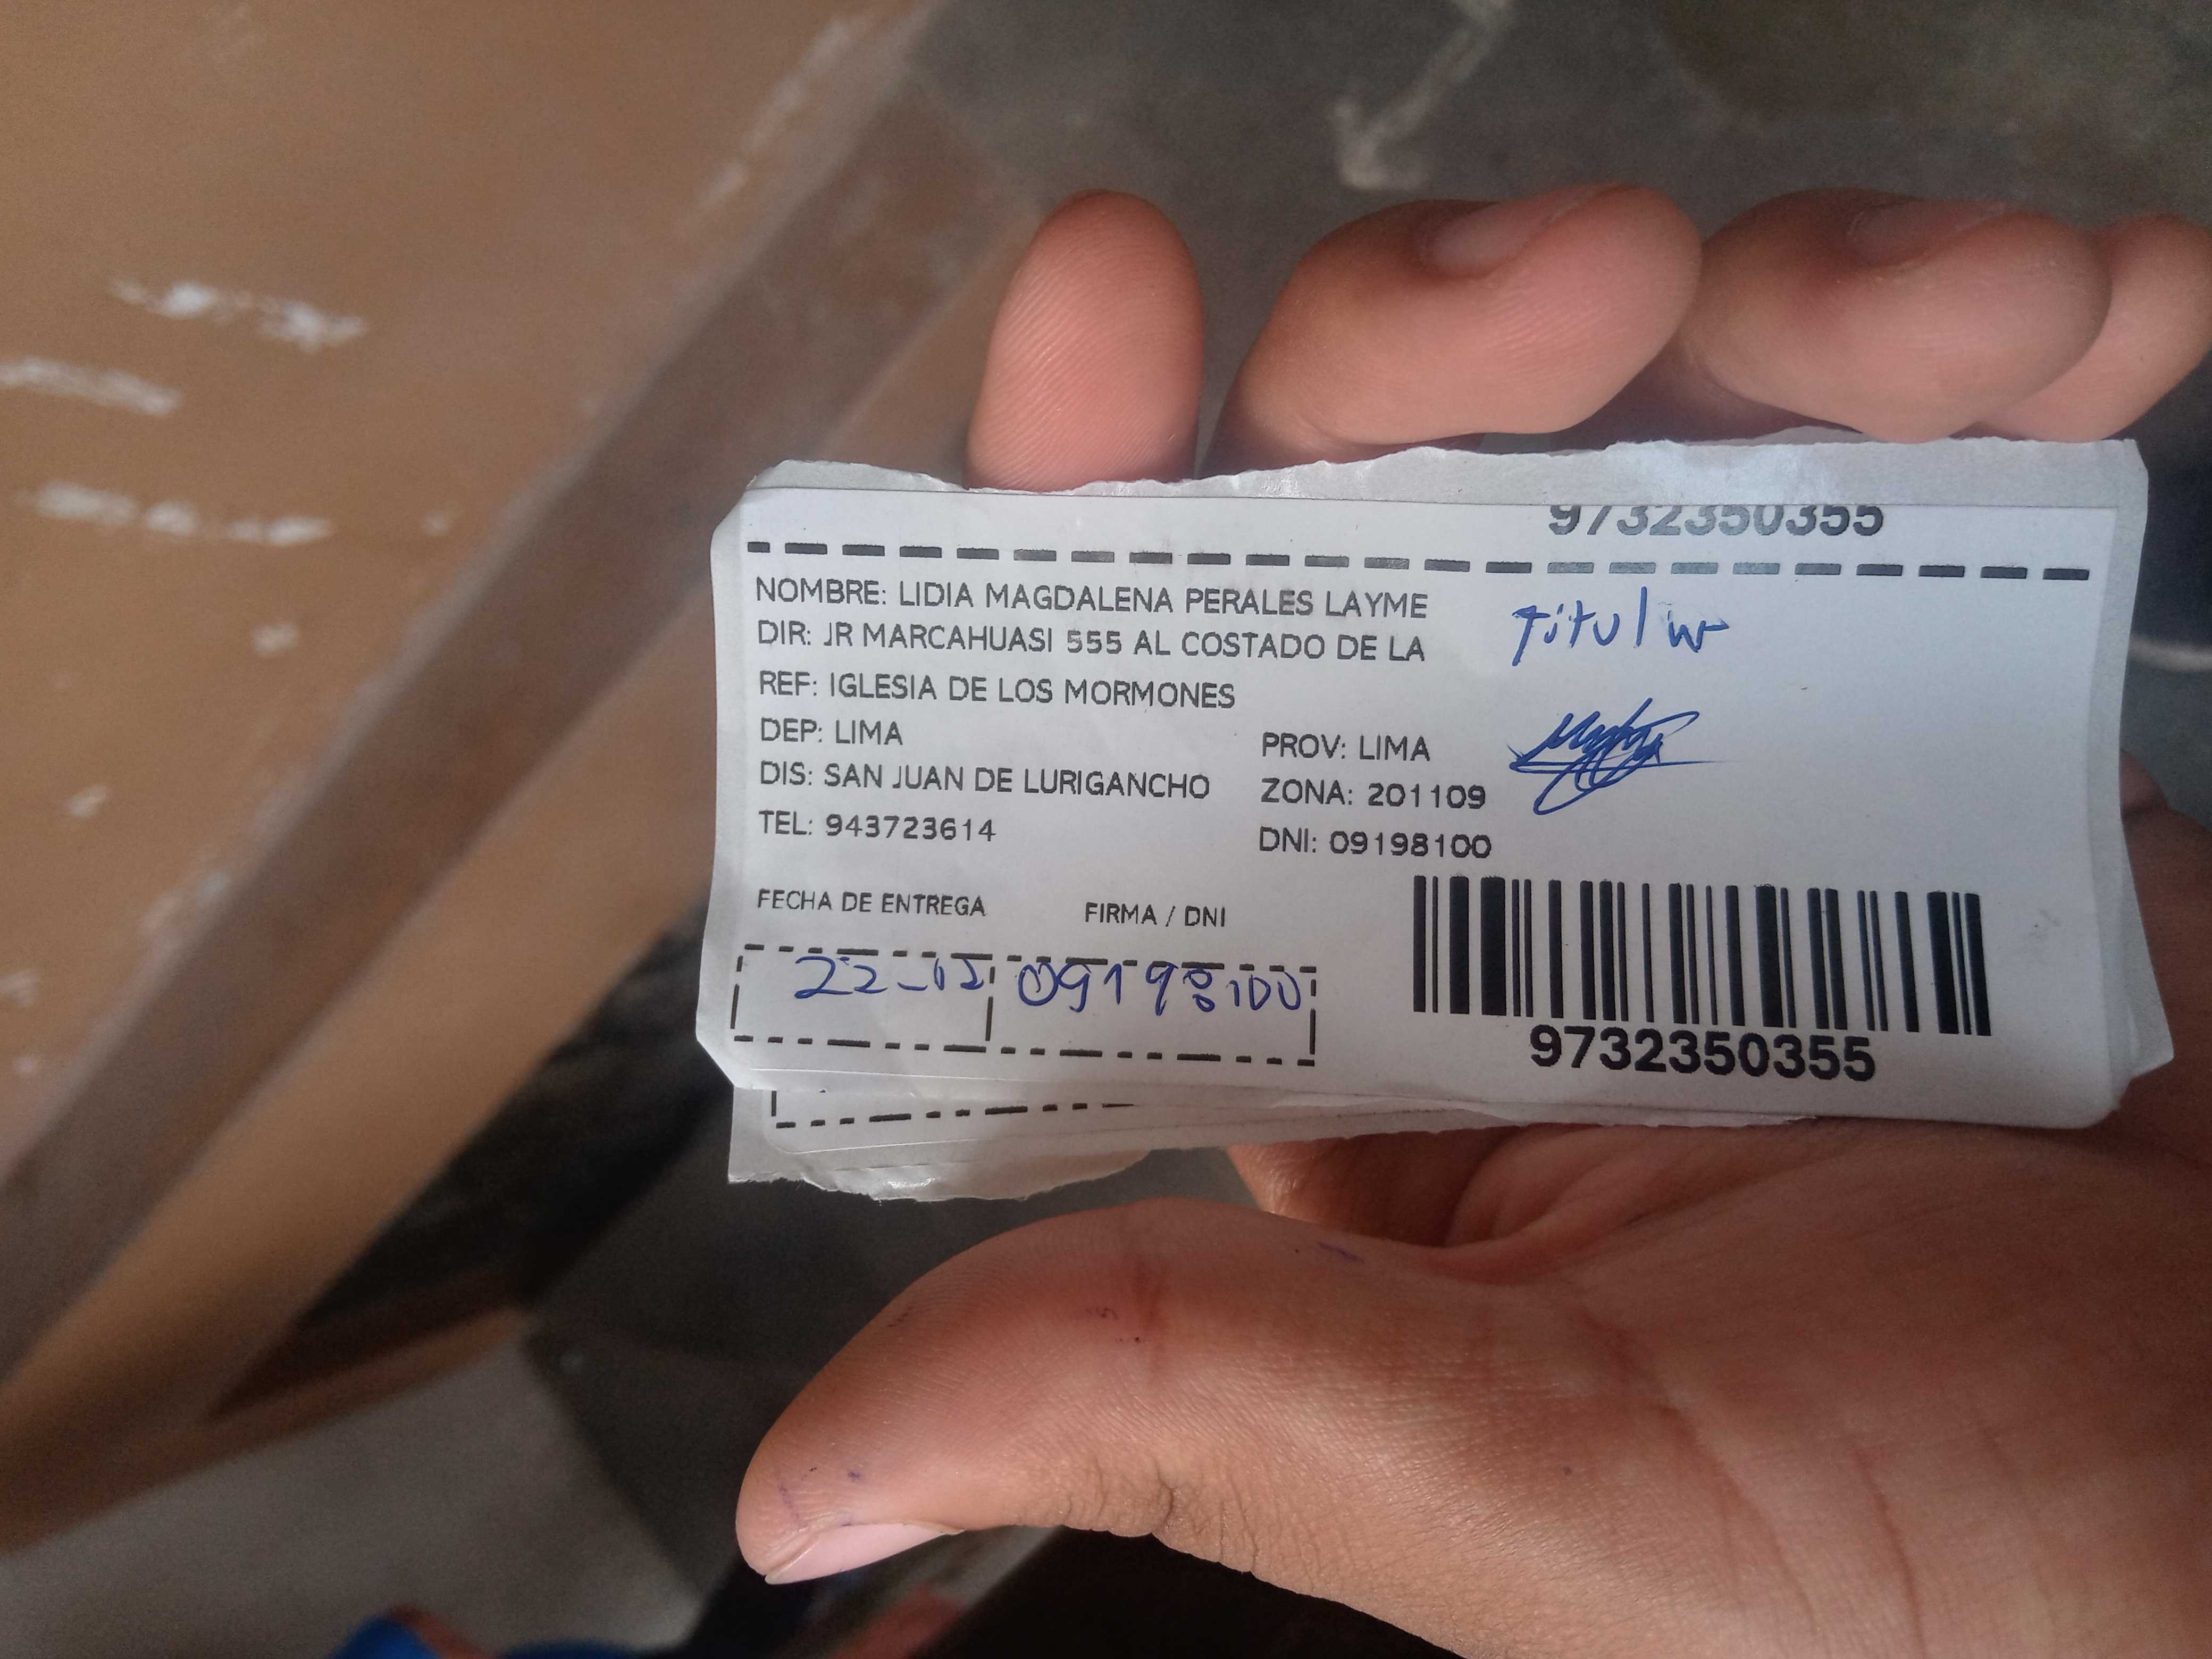 9732350355
NOMBRE: LIDIA MAGDALENA PERALES LAYME
Titular
DIR: JR MARCAHUASI 555 AL COSTADO DE LA
REF: IGLESIA DE LOS MORMONES
DEP: LIMA
PROV: LIMA
DIS: SAN JUAN DE LURIGANCHO
ZONA: 201109
TEL: 943723614
DNI: 09198100
FECHA DE ENTREGA
FIRMA / DNI
22-12
09198100
9732350355